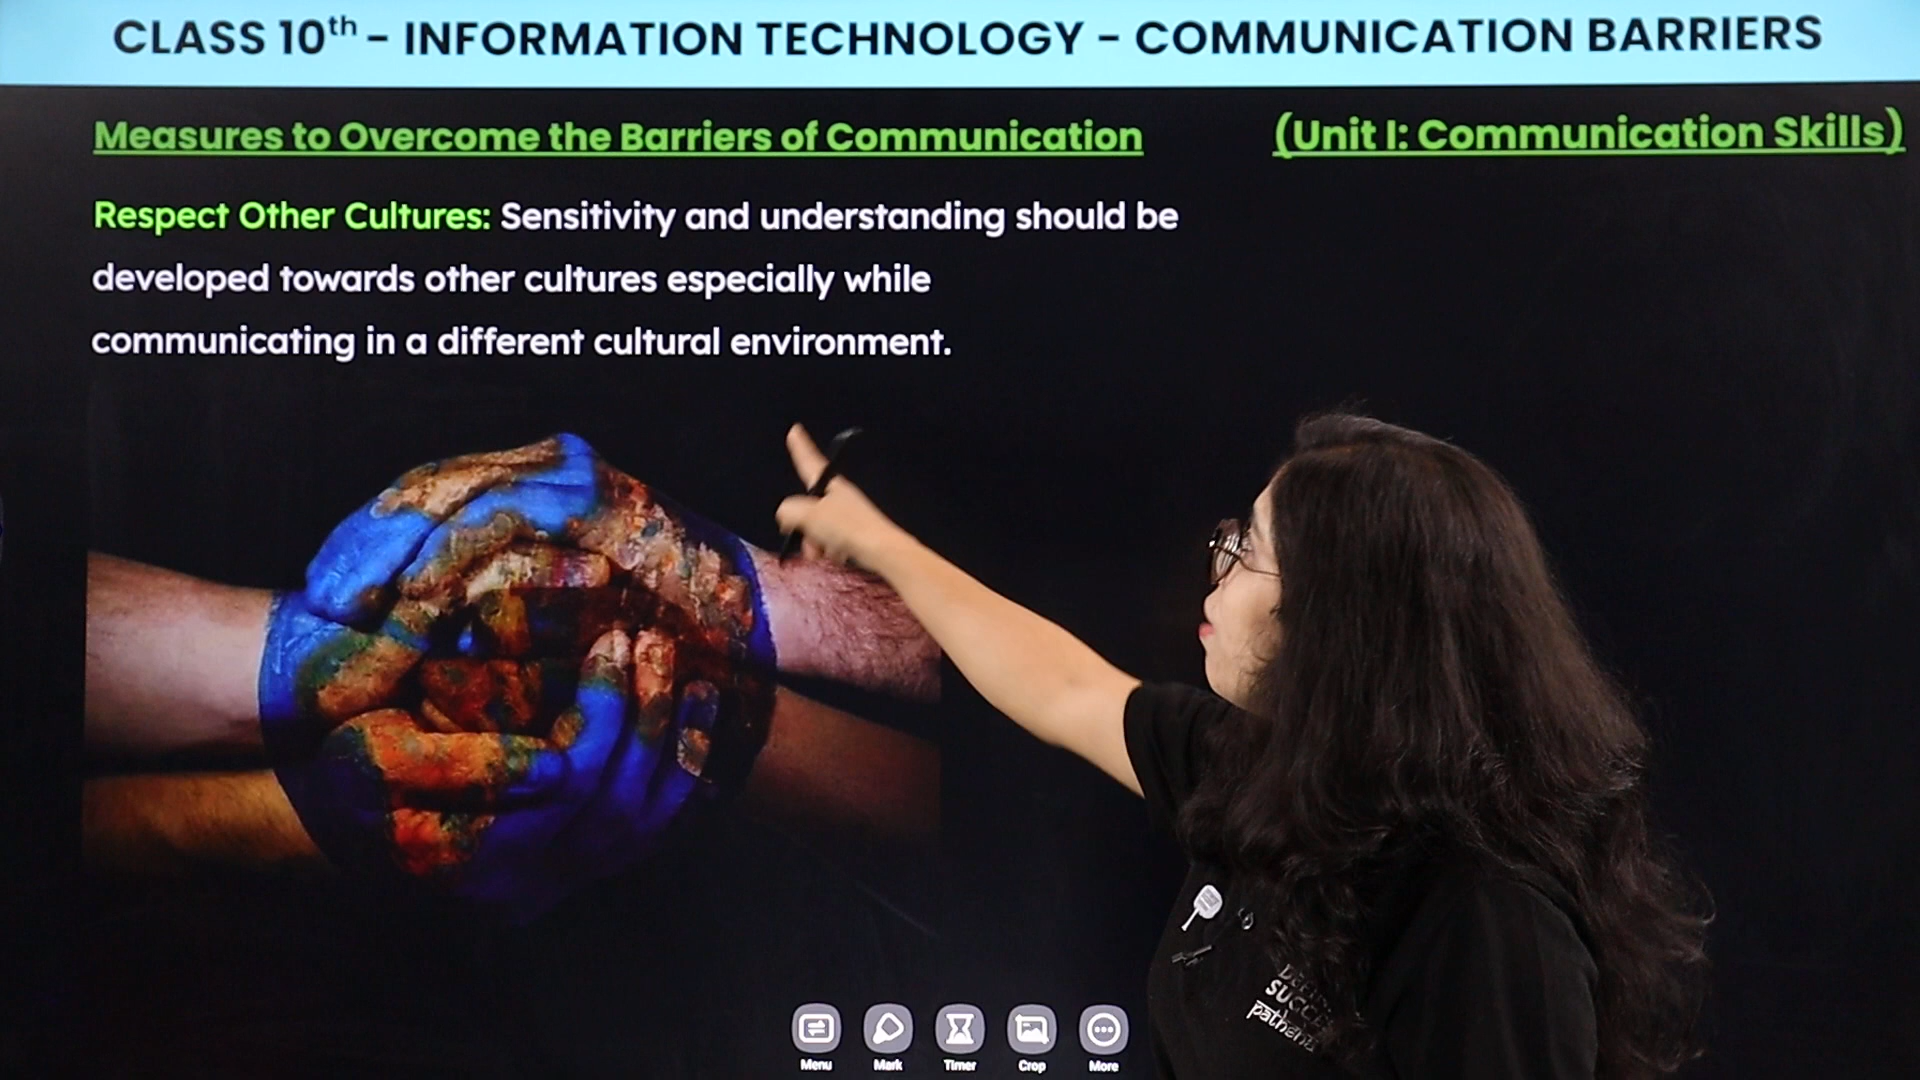 CLASS 10th - INFORMATION TECHNOLOGY - COMMUNICATION BARRIERS
Measures to Overcome the Barriers of Communication (Unit I: Communication Skills)
Respect Other Cultures: Sensitivity and understanding should be
developed towards other cultures especially while
communicating in a different cultural environment.
Menu Mark Timer Crop More